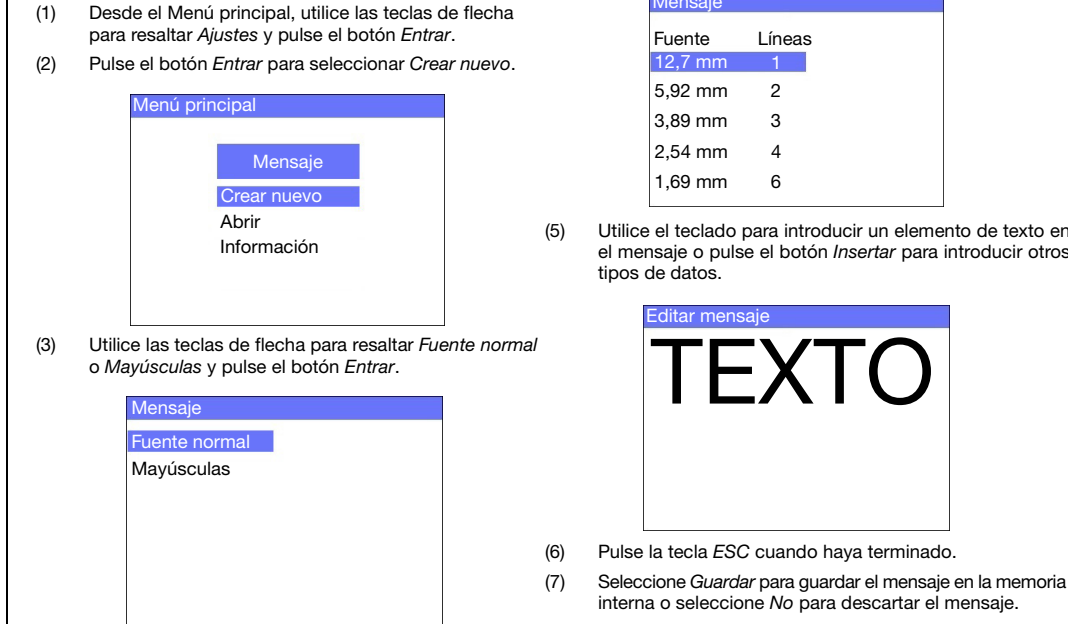 (1) Desde el Menú principal, utilice las teclas de flecha
para resaltar Ajustes y pulse el botón Entrar.
(2) Pulse el botón Entrar para seleccionar Crear nuevo.
Menú principal
Mensaje
Crear nuevo
Abrir
Información
(3) Utilice las teclas de flecha para resaltar Fuente normal
o Mayúsculas y pulse el botón Entrar.
Mensaje
Fuente normal
Mayúsculas
Mensaje
Fuente Líneas
12,7 mm 1
5,92 mm 2
3,89 mm 3
2,54 mm 4
1,69 mm 6
(5) Utilice el teclado para introducir un elemento de texto en
el mensaje o pulse el botón Insertar para introducir otros
tipos de datos.
Editar mensaje
TEXTO
(6) Pulse la tecla ESC cuando haya terminado.
(7) Seleccione Guardar para guardar el mensaje en la memoria
interna o seleccione No para descartar el mensaje.